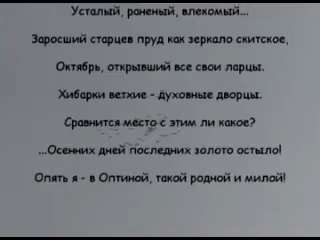 Усталый, раненый, влекомый...
Заросший старцев пруд как зеркало скитское,
Октябрь, открывший все свои ларцы.
Хибарки ветхие - духовные дворцы.
Сравнится место с этим ли какое?
...Осенних дней последних золото остыло!
Опять я - в Оптиной, такой родной и милой!